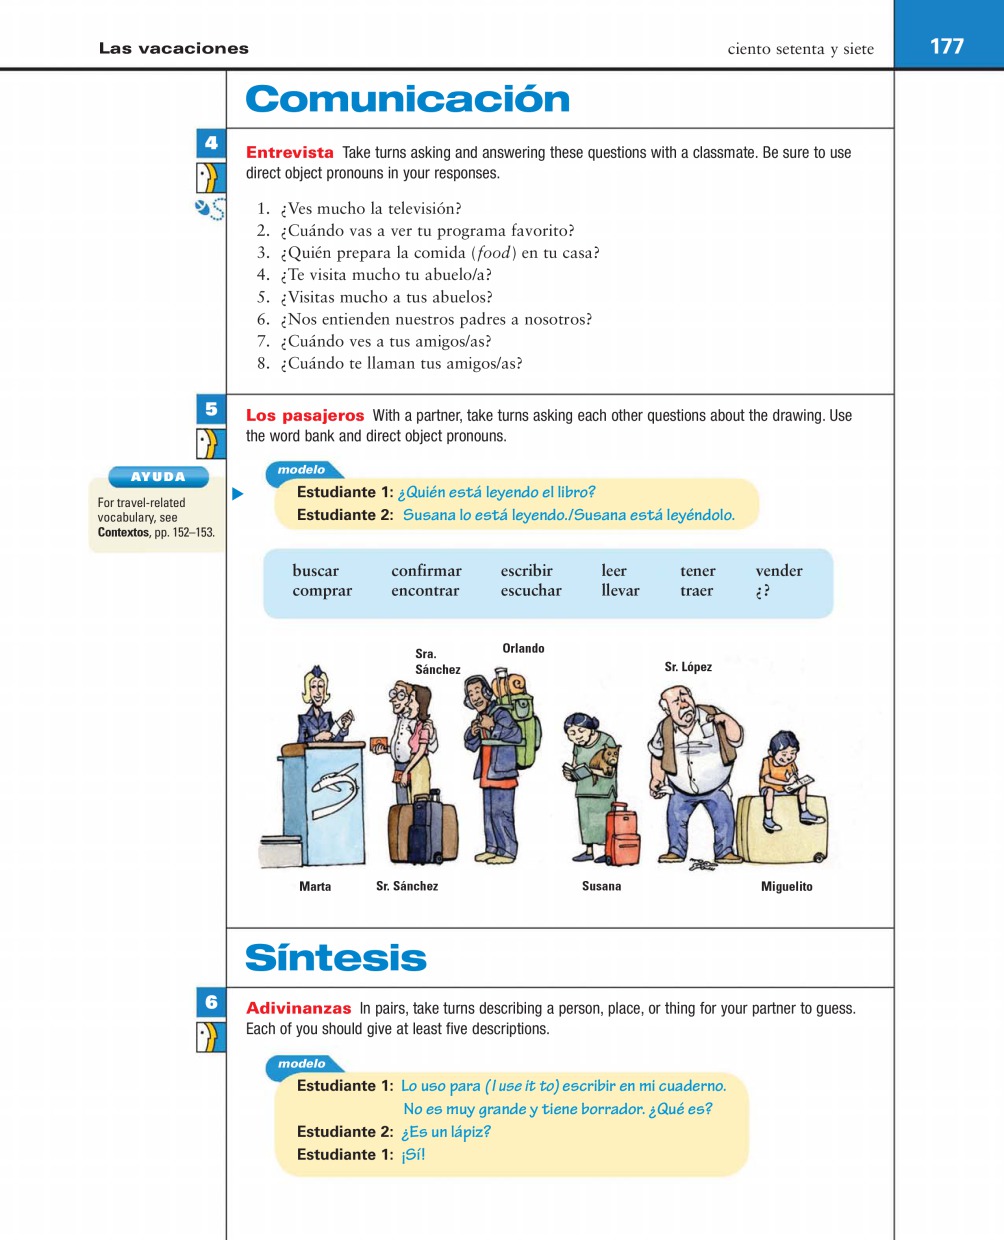 Las vacaciones
ciento setenta y siete
177
Comunicación
4
Entrevista Take turns asking and answering these questions with a classmate. Be sure to use
direct object pronouns in your responses.
1. ¿Ves mucho la televisión?
2. ¿Cuándo vas a ver tu programa favorito?
3. ¿Quién prepara la comida (food) en tu casa?
4. ¿Te visita mucho tu abuelo/a?
5. ¿Visitas mucho a tus abuelos?
6. ¿Nos entienden nuestros padres a nosotros?
7. ¿Cuándo ves a tus amigos/as?
8. ¿Cuándo te llaman tus amigos/as?
5
Los pasajeros With a partner, take turns asking each other questions about the drawing. Use
the word bank and direct object pronouns.
AYUDA
For travel-related
vocabulary, see
Contextos, pp. 152–153.
modelo
Estudiante 1: ¿Quién está leyendo el libro?
Estudiante 2: Susana lo está leyendo./Susana está leyéndolo.
buscar confirmar escribir leer tener vender
comprar encontrar escuchar llevar traer ¿?
Sra.
Sánchez
Orlando
Sr. López
Marta
Sr. Sánchez
Susana
Miguelito
Síntesis
6
Adivinanzas In pairs, take turns describing a person, place, or thing for your partner to guess.
Each of you should give at least five descriptions.
modelo
Estudiante 1: Lo uso para (I use it to) escribir en mi cuaderno.
No es muy grande y tiene borrador. ¿Qué es?
Estudiante 2: ¿Es un lápiz?
Estudiante 1: ¡Sí!